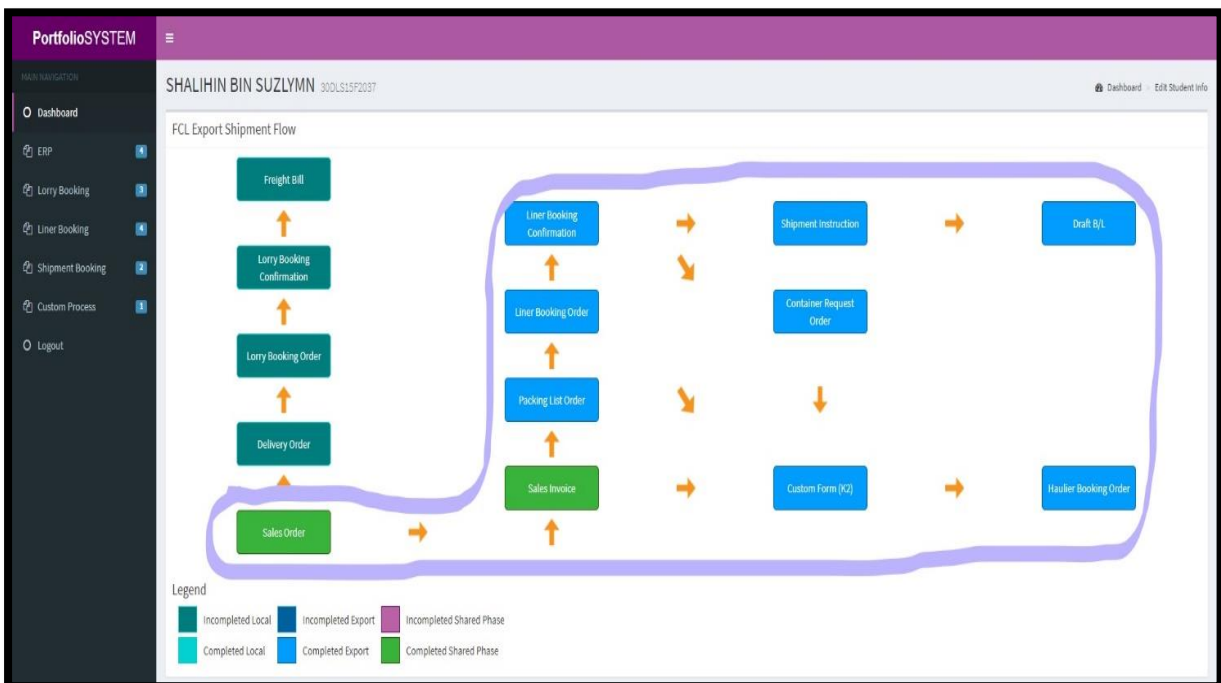 PortfolioSYSTEM
MAIN NAVIGATION
Dashboard
ERP 4
Lorry Booking 3
Liner Booking 4
Shipment Booking 2
Custom Process 1
Logout
SHALIHIN BIN SUZLYMN 30DLS15F2037
Dashboard > Edit Student Info
FCL Export Shipment Flow
Freight Bill
Lorry Booking
Confirmation
Lorry Booking Order
Delivery Order
Sales Order
Liner Booking
Confirmation
Liner Booking Order
Packing List Order
Sales Invoice
Shipment Instruction
Container Request
Order
Custom Form (K2)
Draft B/L
Haulier Booking Order
Legend
Incompleted Local
Incompleted Export
Incompleted Shared Phase
Completed Local
Completed Export
Completed Shared Phase